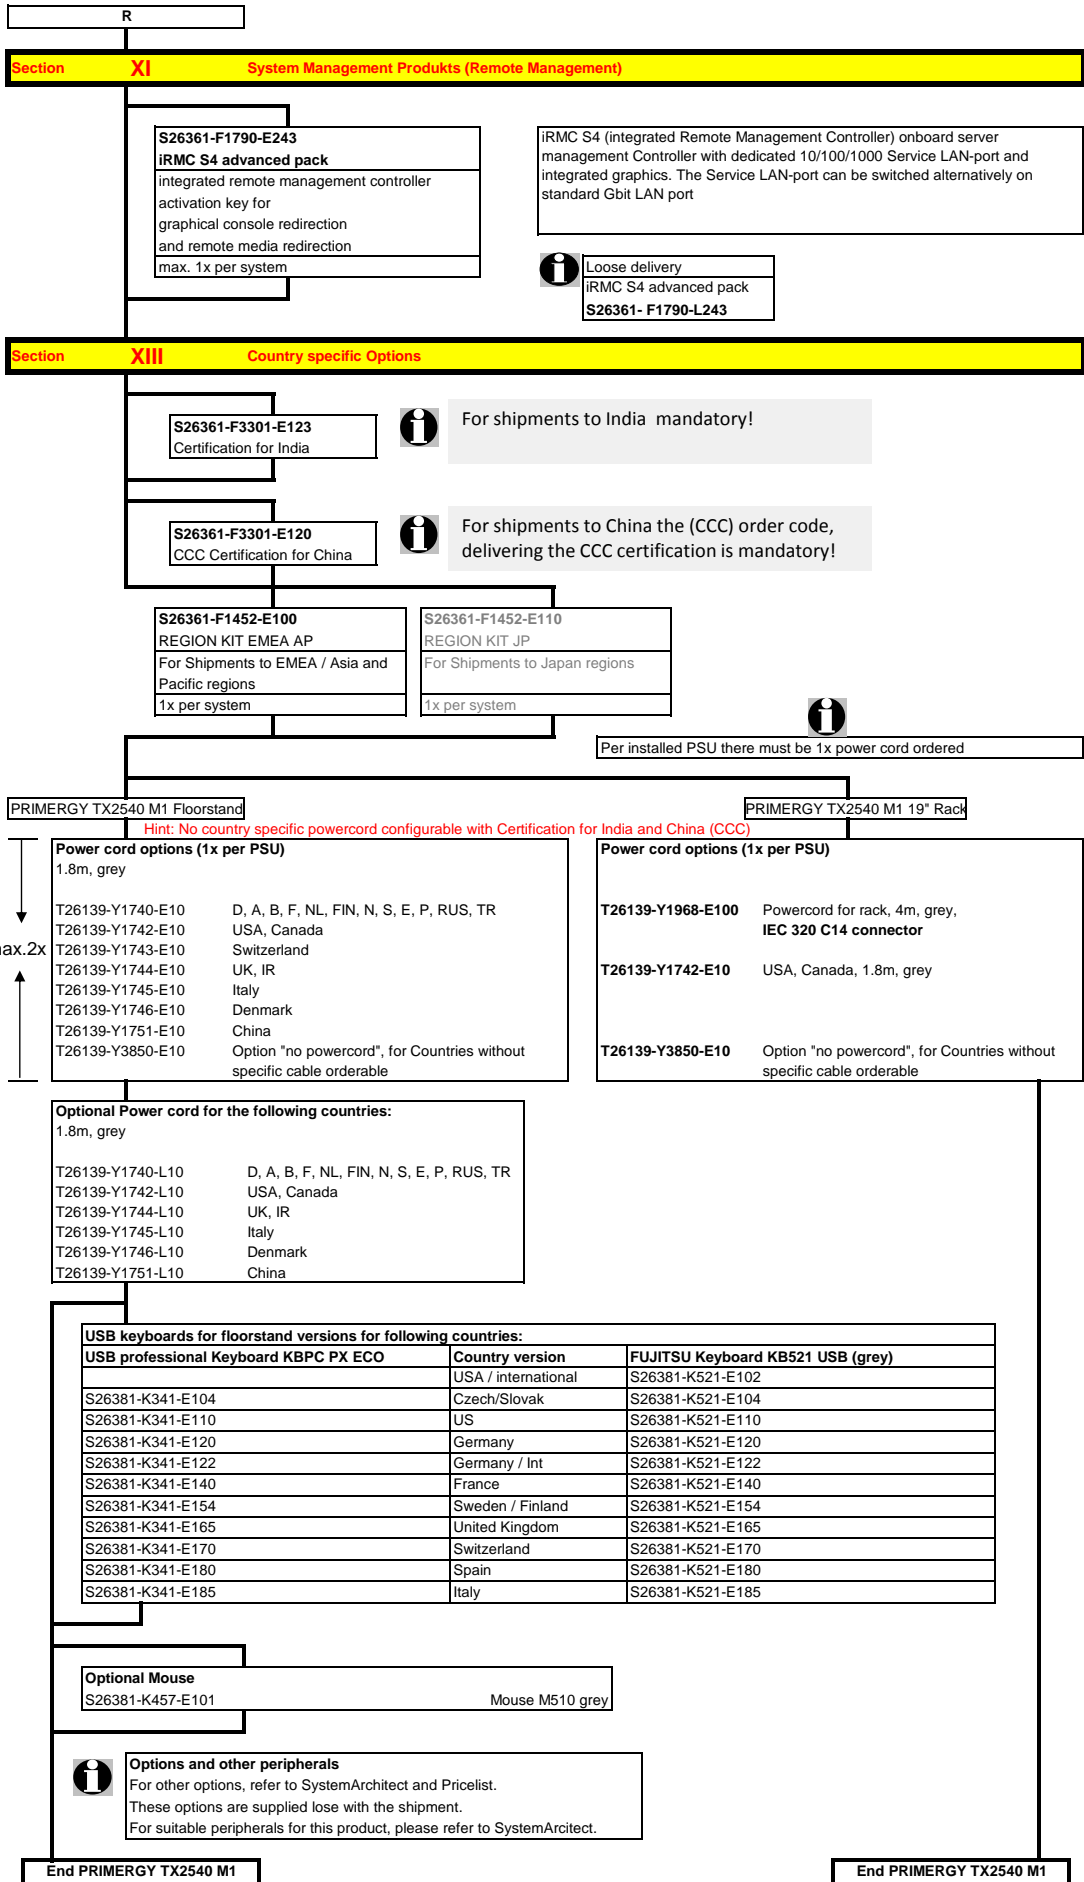 R
Section XI System Management Produkts (Remote Management)
S26361-F1790-E243
iRMC S4 advanced pack
integrated remote management controller
activation key for
graphical console redirection
and remote media redirection
max. 1x per system
iRMC S4 (integrated Remote Management Controller) onboard server
management Controller with dedicated 10/100/1000 Service LAN-port and
integrated graphics. The Service LAN-port can be switched alternatively on
standard Gbit LAN port
Loose delivery
iRMC S4 advanced pack
S26361- F1790-L243
Section XIII Country specific Options
S26361-F3301-E123
Certification for India
For shipments to India mandatory!
S26361-F3301-E120
CCC Certification for China
For shipments to China the (CCC) order code,
delivering the CCC certification is mandatory!
S26361-F1452-E100
REGION KIT EMEA AP
For Shipments to EMEA / Asia and
Pacific regions
1x per system
S26361-F1452-E110
REGION KIT JP
For Shipments to Japan regions
1x per system
Per installed PSU there must be 1x power cord ordered
PRIMERGY TX2540 M1 Floorstand
PRIMERGY TX2540 M1 19" Rack
Hint: No country specific powercord configurable with Certification for India and China (CCC)
Power cord options (1x per PSU)
1.8m, grey
T26139-Y1740-E10 D, A, B, F, NL, FIN, N, S, E, P, RUS, TR
T26139-Y1742-E10 USA, Canada
T26139-Y1743-E10 Switzerland
T26139-Y1744-E10 UK, IR
T26139-Y1745-E10 Italy
T26139-Y1746-E10 Denmark
T26139-Y1751-E10 China
T26139-Y3850-E10 Option "no powercord", for Countries without
specific cable orderable
ax.2x
Power cord options (1x per PSU)
T26139-Y1968-E100 Powercord for rack, 4m, grey,
IEC 320 C14 connector
T26139-Y1742-E10 USA, Canada, 1.8m, grey
T26139-Y3850-E10 Option "no powercord", for Countries without
specific cable orderable
Optional Power cord for the following countries:
1.8m, grey
T26139-Y1740-L10 D, A, B, F, NL, FIN, N, S, E, P, RUS, TR
T26139-Y1742-L10 USA, Canada
T26139-Y1744-L10 UK, IR
T26139-Y1745-L10 Italy
T26139-Y1746-L10 Denmark
T26139-Y1751-L10 China
USB keyboards for floorstand versions for following countries:
USB professional Keyboard KBPC PX ECO Country version FUJITSU Keyboard KB521 USB (grey)
USA / international S26381-K521-E102
S26381-K341-E104 Czech/Slovak S26381-K521-E104
S26381-K341-E110 US S26381-K521-E110
S26381-K341-E120 Germany S26381-K521-E120
S26381-K341-E122 Germany / Int S26381-K521-E122
S26381-K341-E140 France S26381-K521-E140
S26381-K341-E154 Sweden / Finland S26381-K521-E154
S26381-K341-E165 United Kingdom S26381-K521-E165
S26381-K341-E170 Switzerland S26381-K521-E170
S26381-K341-E180 Spain S26381-K521-E180
S26381-K341-E185 Italy S26381-K521-E185
Optional Mouse
S26381-K457-E101 Mouse M510 grey
Options and other peripherals
For other options, refer to SystemArchitect and Pricelist.
These options are supplied lose with the shipment.
For suitable peripherals for this product, please refer to SystemArcitect.
End PRIMERGY TX2540 M1
End PRIMERGY TX2540 M1